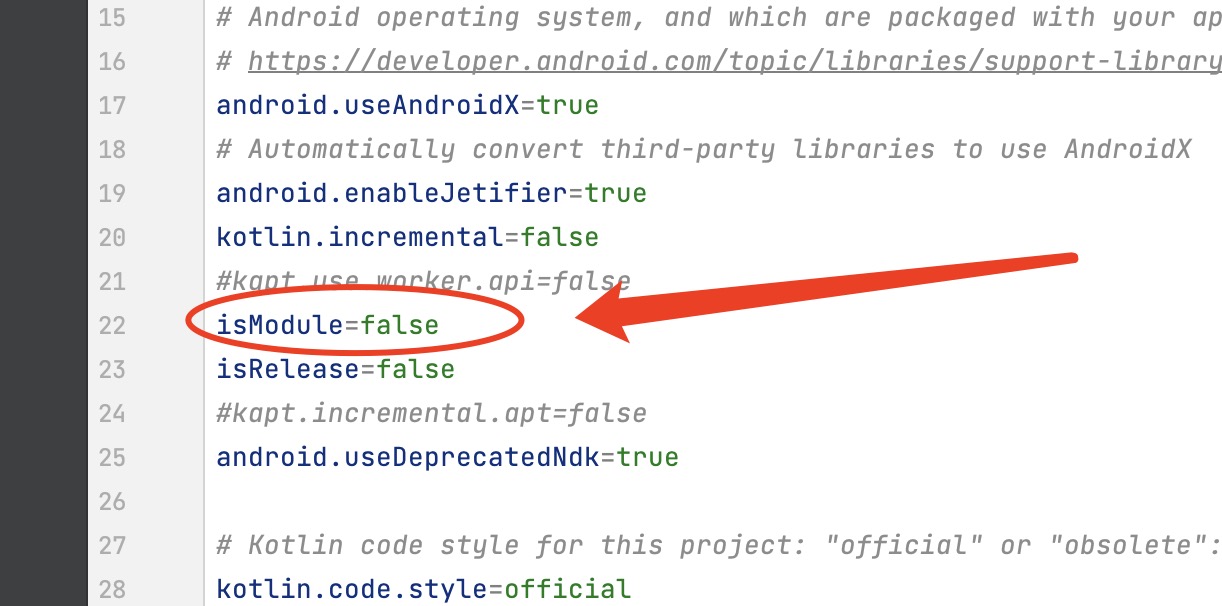 15 # Android operating system, and which are packaged with your ap
16 # https://developer.android.com/topic/libraries/support-library
17 android.useAndroidX=true
18 # Automatically convert third-party libraries to use AndroidX
19 android.enableJetifier=true
20 kotlin.incremental=false
21 #kapt.use.worker.api=false
22 isModule=false
23 isRelease=false
24 #kapt.incremental.apt=false
25 android.useDeprecatedNdk=true
26
27 # Kotlin code style for this project: "official" or "obsolete":
28 kotlin.code.style=official